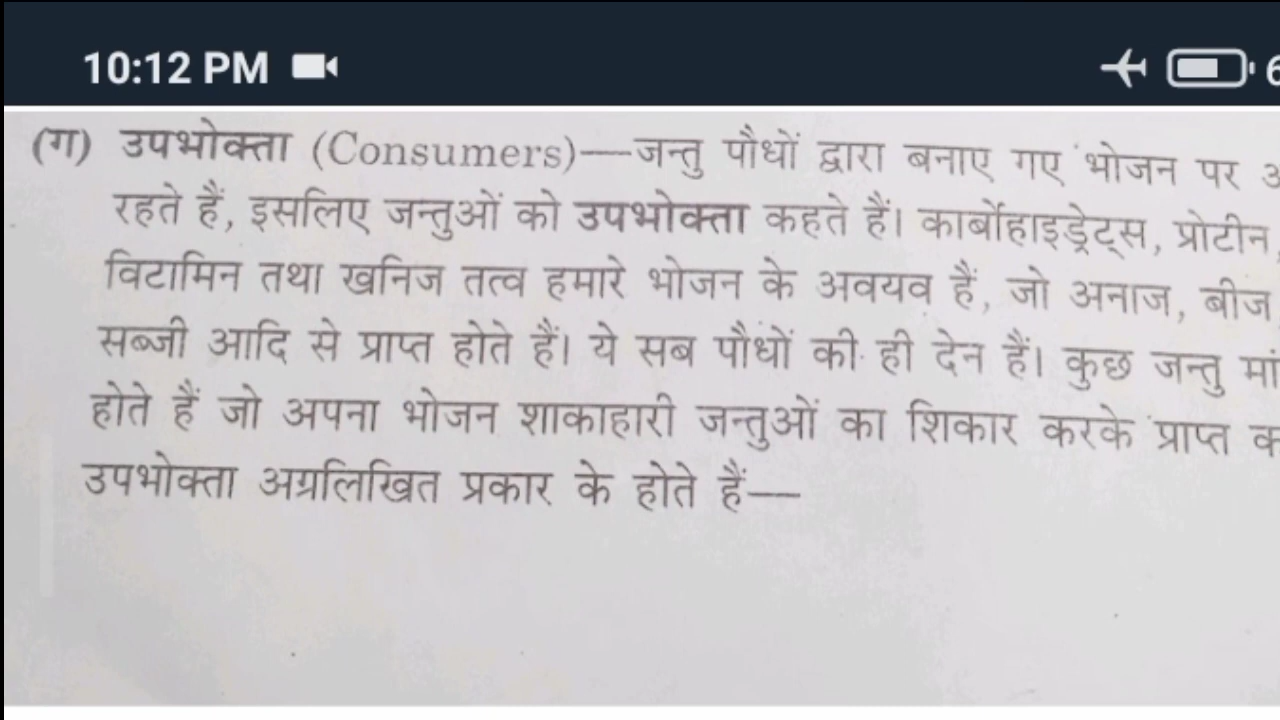 10:12 PM
(ग) उपभोक्ता (Consumers)—जन्तु पौधों द्वारा बनाए गए भोजन पर
रहते हैं, इसलिए जन्तुओं को उपभोक्ता कहते हैं। कार्बोहाइड्रेट्स, प्रोटीन,
विटामिन तथा खनिज तत्व हमारे भोजन के अवयव हैं, जो अनाज, बीज
सब्जी आदि से प्राप्त होते हैं। ये सब पौधों की ही देन हैं। कुछ जन्तु
होते हैं जो अपना भोजन शाकाहारी जन्तुओं का शिकार करके प्राप्त
उपभोक्ता अग्रलिखित प्रकार के होते हैं—